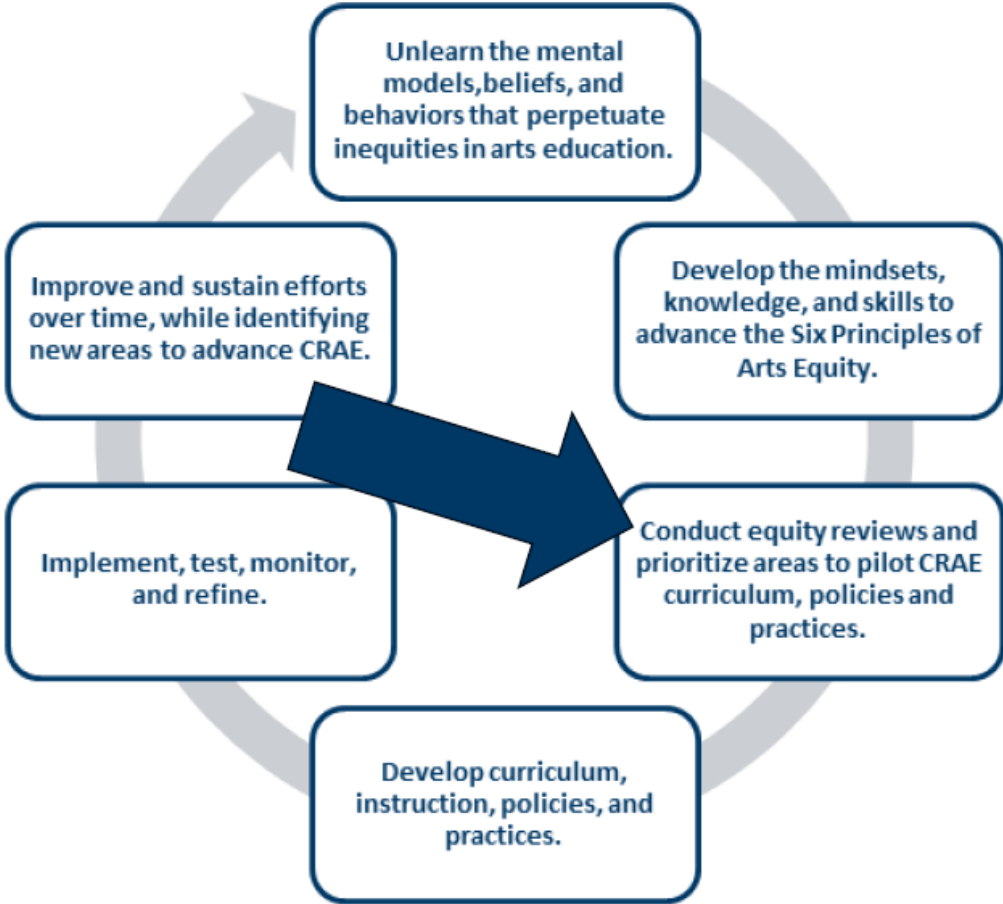 Unlearn the mental
models,beliefs, and
behaviors that perpetuate
inequities in arts education.
Develop the mindsets,
knowledge, and skills to
advance the Six Principles of
Arts Equity.
Conduct equity reviews and
prioritize areas to pilot CRAE
curriculum, policies and
practices.
Develop curriculum,
instruction, policies, and
practices.
Implement, test, monitor,
and refine.
Improve and sustain efforts
over time, while identifying
new areas to advance CRAE.